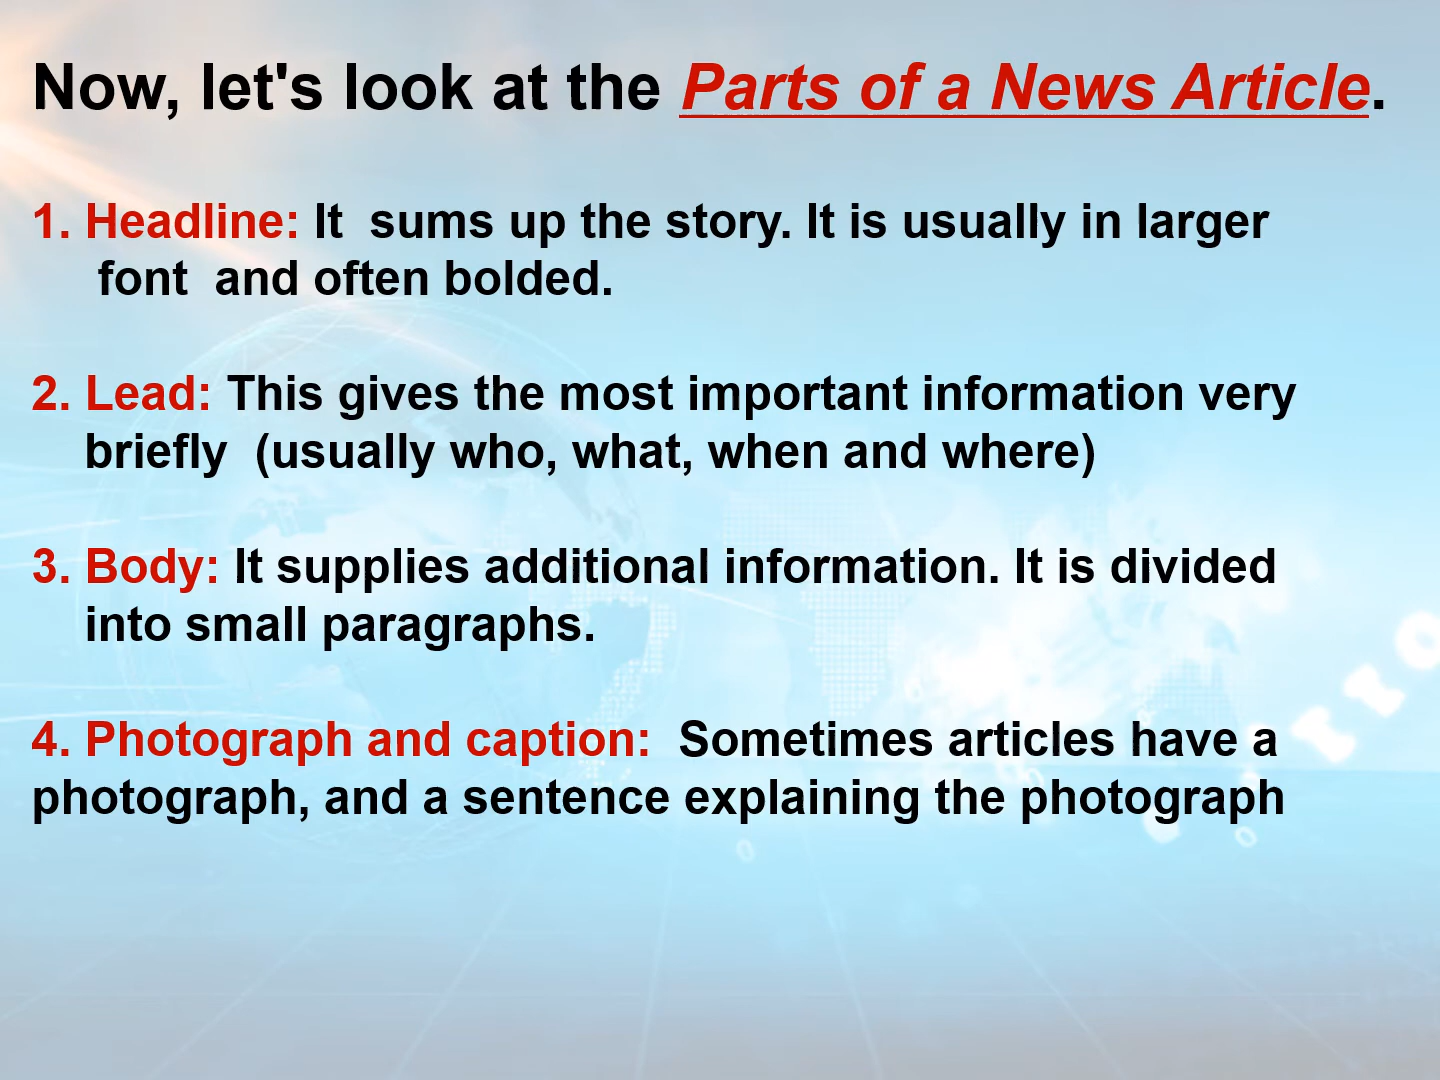 Now, let's look at the Parts of a News Article.
1. Headline: It  sums up the story. It is usually in larger
font  and often bolded.
2. Lead: This gives the most important information very
briefly  (usually who, what, when and where)
3. Body: It supplies additional information. It is divided
into small paragraphs.
4. Photograph and caption:  Sometimes articles have a
photograph, and a sentence explaining the photograph